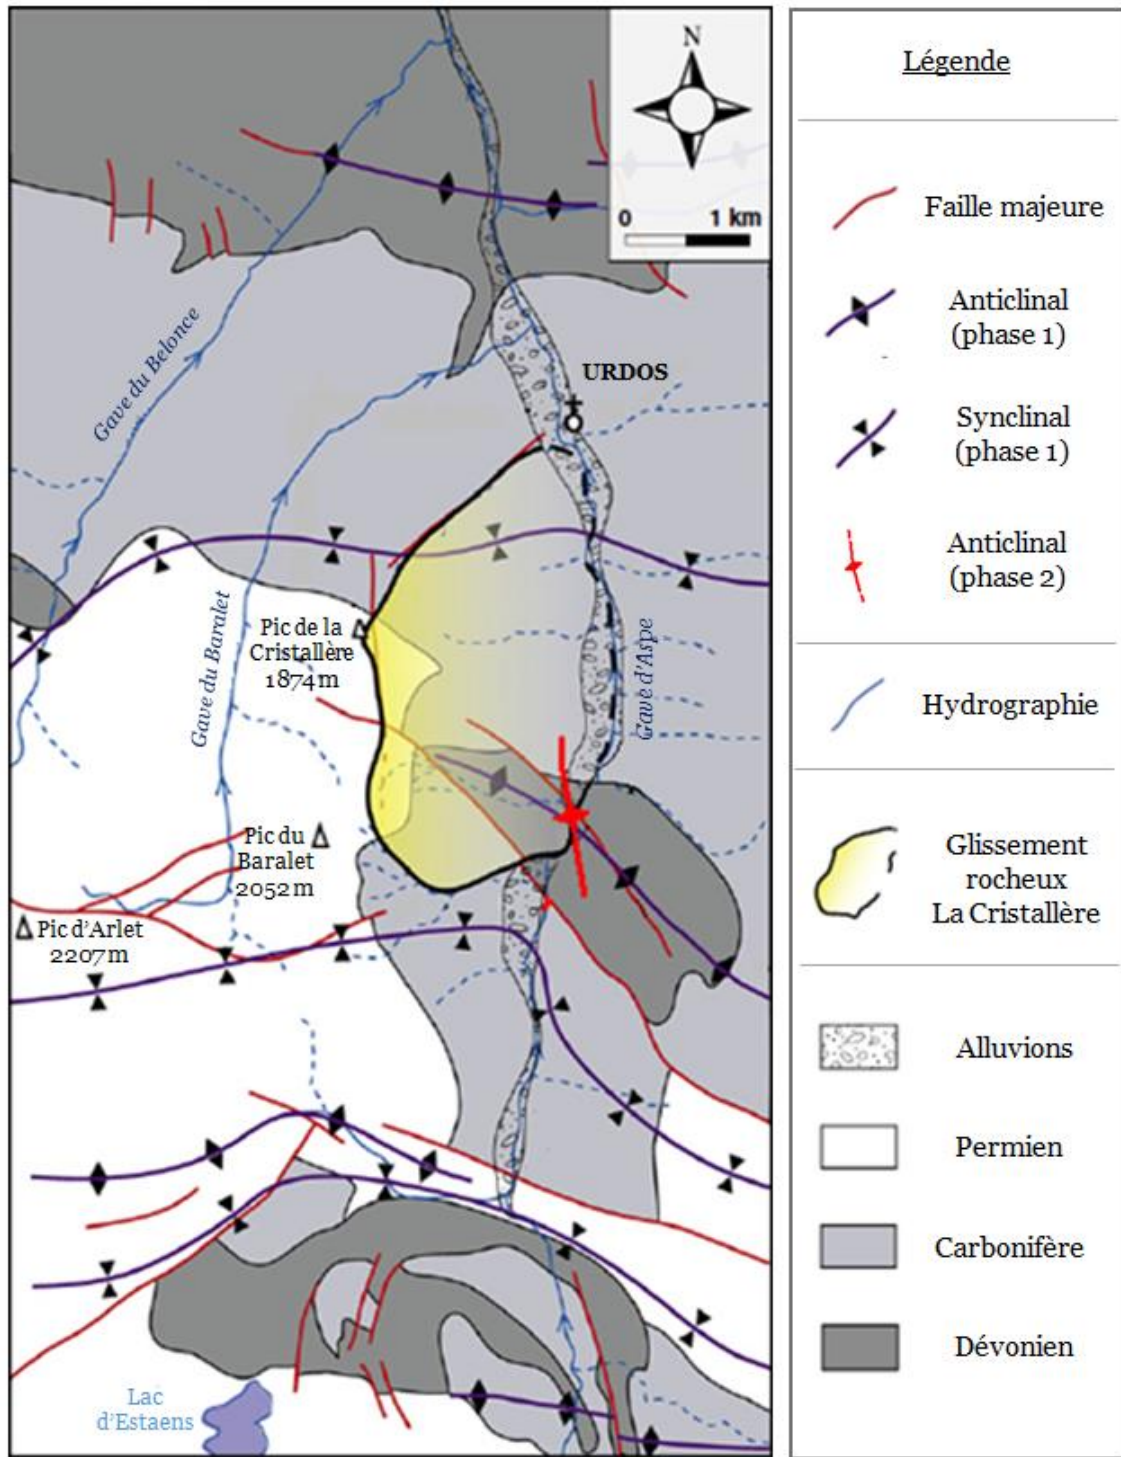 N
0 1 km
URDOS
Gave du Belonce
Gave du Baralet
Pic de la
Cristallère
1874m
Gave d'Aspe
Pic du
Baralet
2052m
Pic d'Arlet
2207m
Lac
d'Estaens
Légende
Faille majeure
Anticlinal
(phase 1)
Synclinal
(phase 1)
Anticlinal
(phase 2)
Hydrographie
Glissement
rocheux
La Cristallère
Alluvions
Permien
Carbonifère
Dévonien